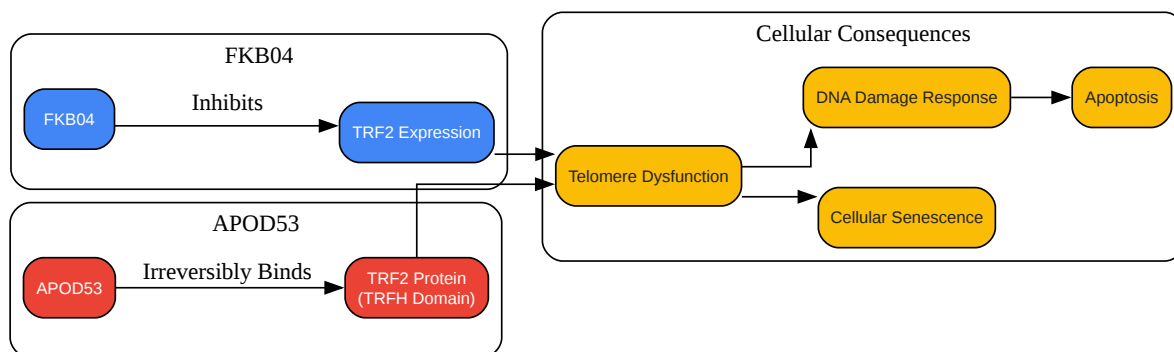 FKB04
FKB04
Inhibits
TRF2 Expression
APOD53
APOD53
Irreversibly Binds
TRF2 Protein
(TRFH Domain)
Cellular Consequences
Telomere Dysfunction
DNA Damage Response
Apoptosis
Cellular Senescence